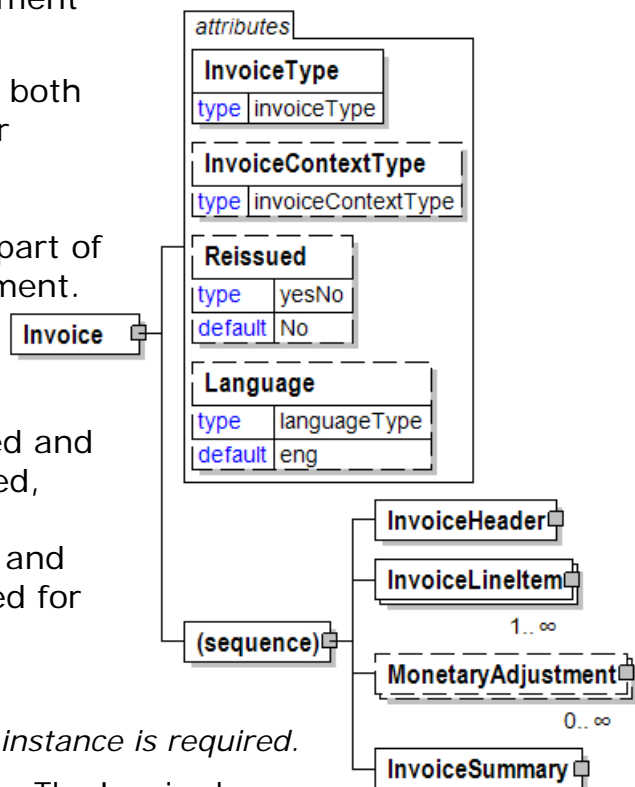 ment
both
r
part of
ment.
ed and
ed,
and
ed for
instance is required.
attributes
InvoiceType
type invoiceType
InvoiceContextType
type invoiceContextType
Reissued
type yesNo
default No
Language
type languageType
default eng
Invoice
(sequence)
InvoiceHeader
InvoiceLineItem
1.. ∞
MonetaryAdjustment
0.. ∞
InvoiceSummary